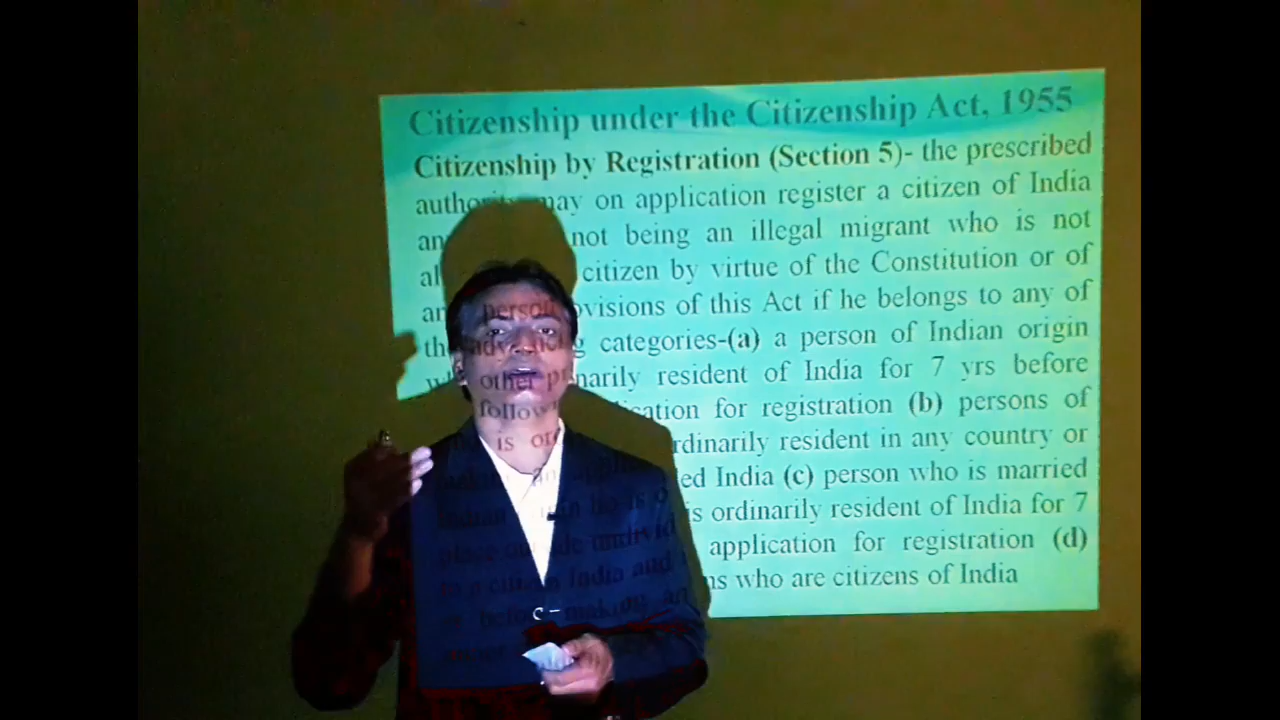 Citizenship under the Citizenship Act, 1955
Citizenship by Registration (Section 5)- the prescribed
may on application register a citizen of India
not being an illegal migrant who is not
citizen by virtue of the Constitution or of
person ovisions of this Act if he belongs to any of
categories-(a) a person of Indian origin
other narily resident of India for 7 yrs before
follow cation for registration (b) persons of
is or rdinarily resident in any country or
ed India (c) person who is married
is ordinarily resident of India for 7
application for registration (d)
ns who are citizens of India